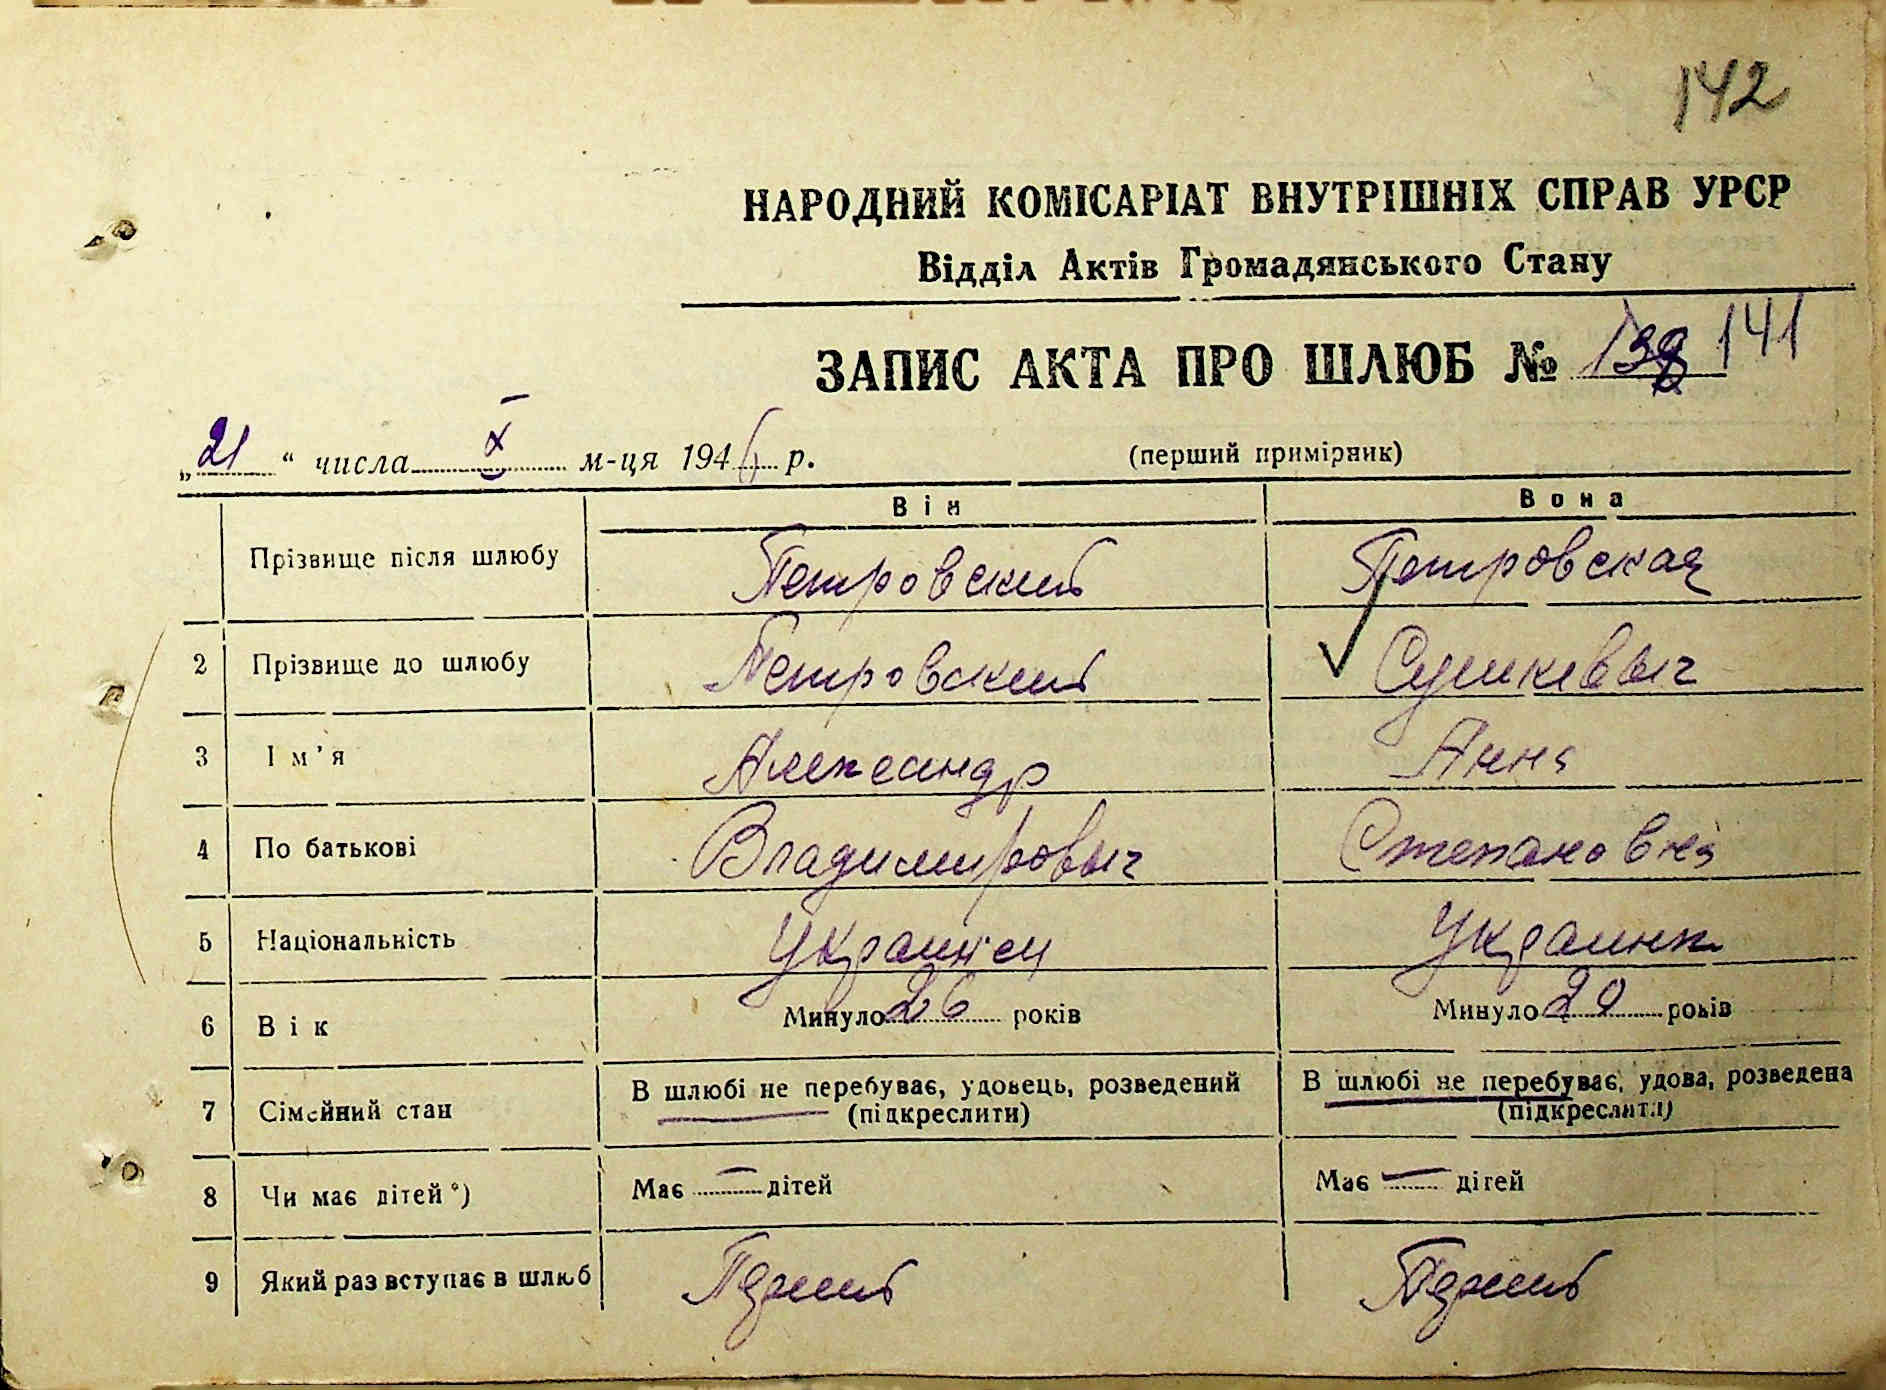 142
НАРОДНИЙ КОМІСАРІАТ ВНУТРІШНІХ СПРАВ УРСР
Відділ Актів Громадянського Стану
ЗАПИС АКТА ПРО ШЛЮБ № 138 141
„21“ числа X м-ця 1946 р. (перший примірник)
Він Вона
Прізвище після шлюбу Петровский Петровская
2 Прізвище до шлюбу Петровский Сушкевыч
3 Ім'я Александр Анна
4 По батькові Владимировыч Степановна
5 Національність Украинец Украинк
6 Вік Минуло 26 років Минуло 20 років
7 Сімейний стан В шлюбі не перебуває, удовець, розведений В шлюбі не перебуває, удова, розведена
(підкреслити) (підкреслити)
8 Чи має дітей*) Має — дітей Має — дітей
9 Який раз вступає в шлюб Первый Первый